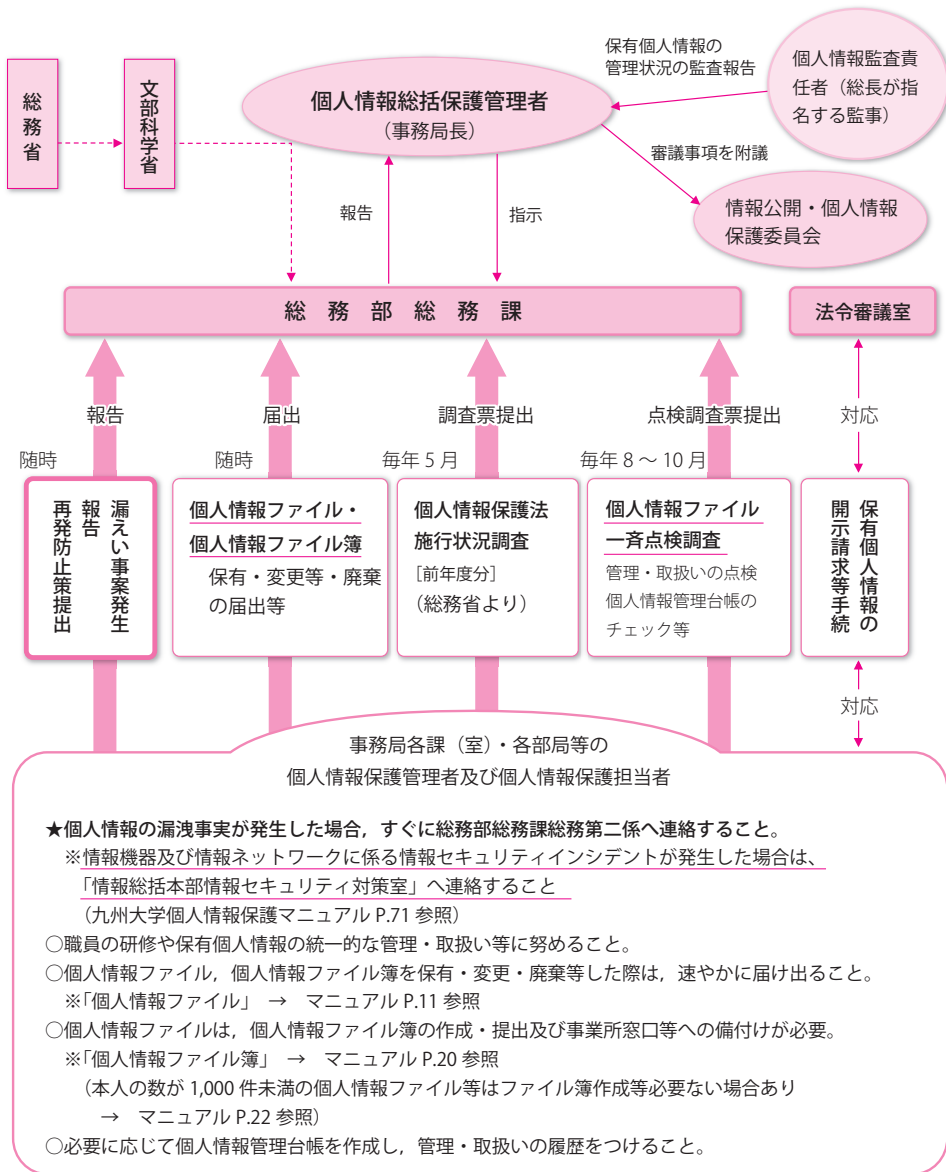 総務省
文部科学省
個人情報総括保護管理者
（事務局長）
保有個人情報の
管理状況の監査報告
個人情報監査責
任者（総長が指
名する監事）
審議事項を附議
情報公開・個人情報
保護委員会
報告
指示
総務部総務課
法令審議室
報告
届出
調査票提出
点検調査票提出
対応
随時
随時
毎年 5 月
毎年 8 ～ 10 月
漏えい事案発生
報告
再発防止策提出
個人情報ファイル・
個人情報ファイル簿
保有・変更等・廃棄
の届出等
個人情報保護法
施行状況調査
［前年度分］
（総務省より）
個人情報ファイル
一斉点検調査
管理・取扱いの点検
個人情報管理台帳の
チェック等
保有個人情報の
開示請求等手続
対応
事務局各課（室）・各部局等の
個人情報保護管理者及び個人情報保護担当者
★個人情報の漏洩事実が発生した場合，すぐに総務部総務課総務第二係へ連絡すること。
※情報機器及び情報ネットワークに係る情報セキュリティインシデントが発生した場合は、
「情報総括本部情報セキュリティ対策室」へ連絡すること
（九州大学個人情報保護マニュアル P.71 参照）
○職員の研修や保有個人情報の統一的な管理・取扱い等に努めること。
○個人情報ファイル，個人情報ファイル簿を保有・変更・廃棄等した際は，速やかに届け出ること。
※「個人情報ファイル」 → マニュアル P.11 参照
○個人情報ファイルは，個人情報ファイル簿の作成・提出及び事業所窓口等への備付けが必要。
※「個人情報ファイル簿」 → マニュアル P.20 参照
（本人の数が 1,000 件未満の個人情報ファイル等はファイル簿作成等必要ない場合あり
→ マニュアル P.22 参照）
○必要に応じて個人情報管理台帳を作成し，管理・取扱いの履歴をつけること。